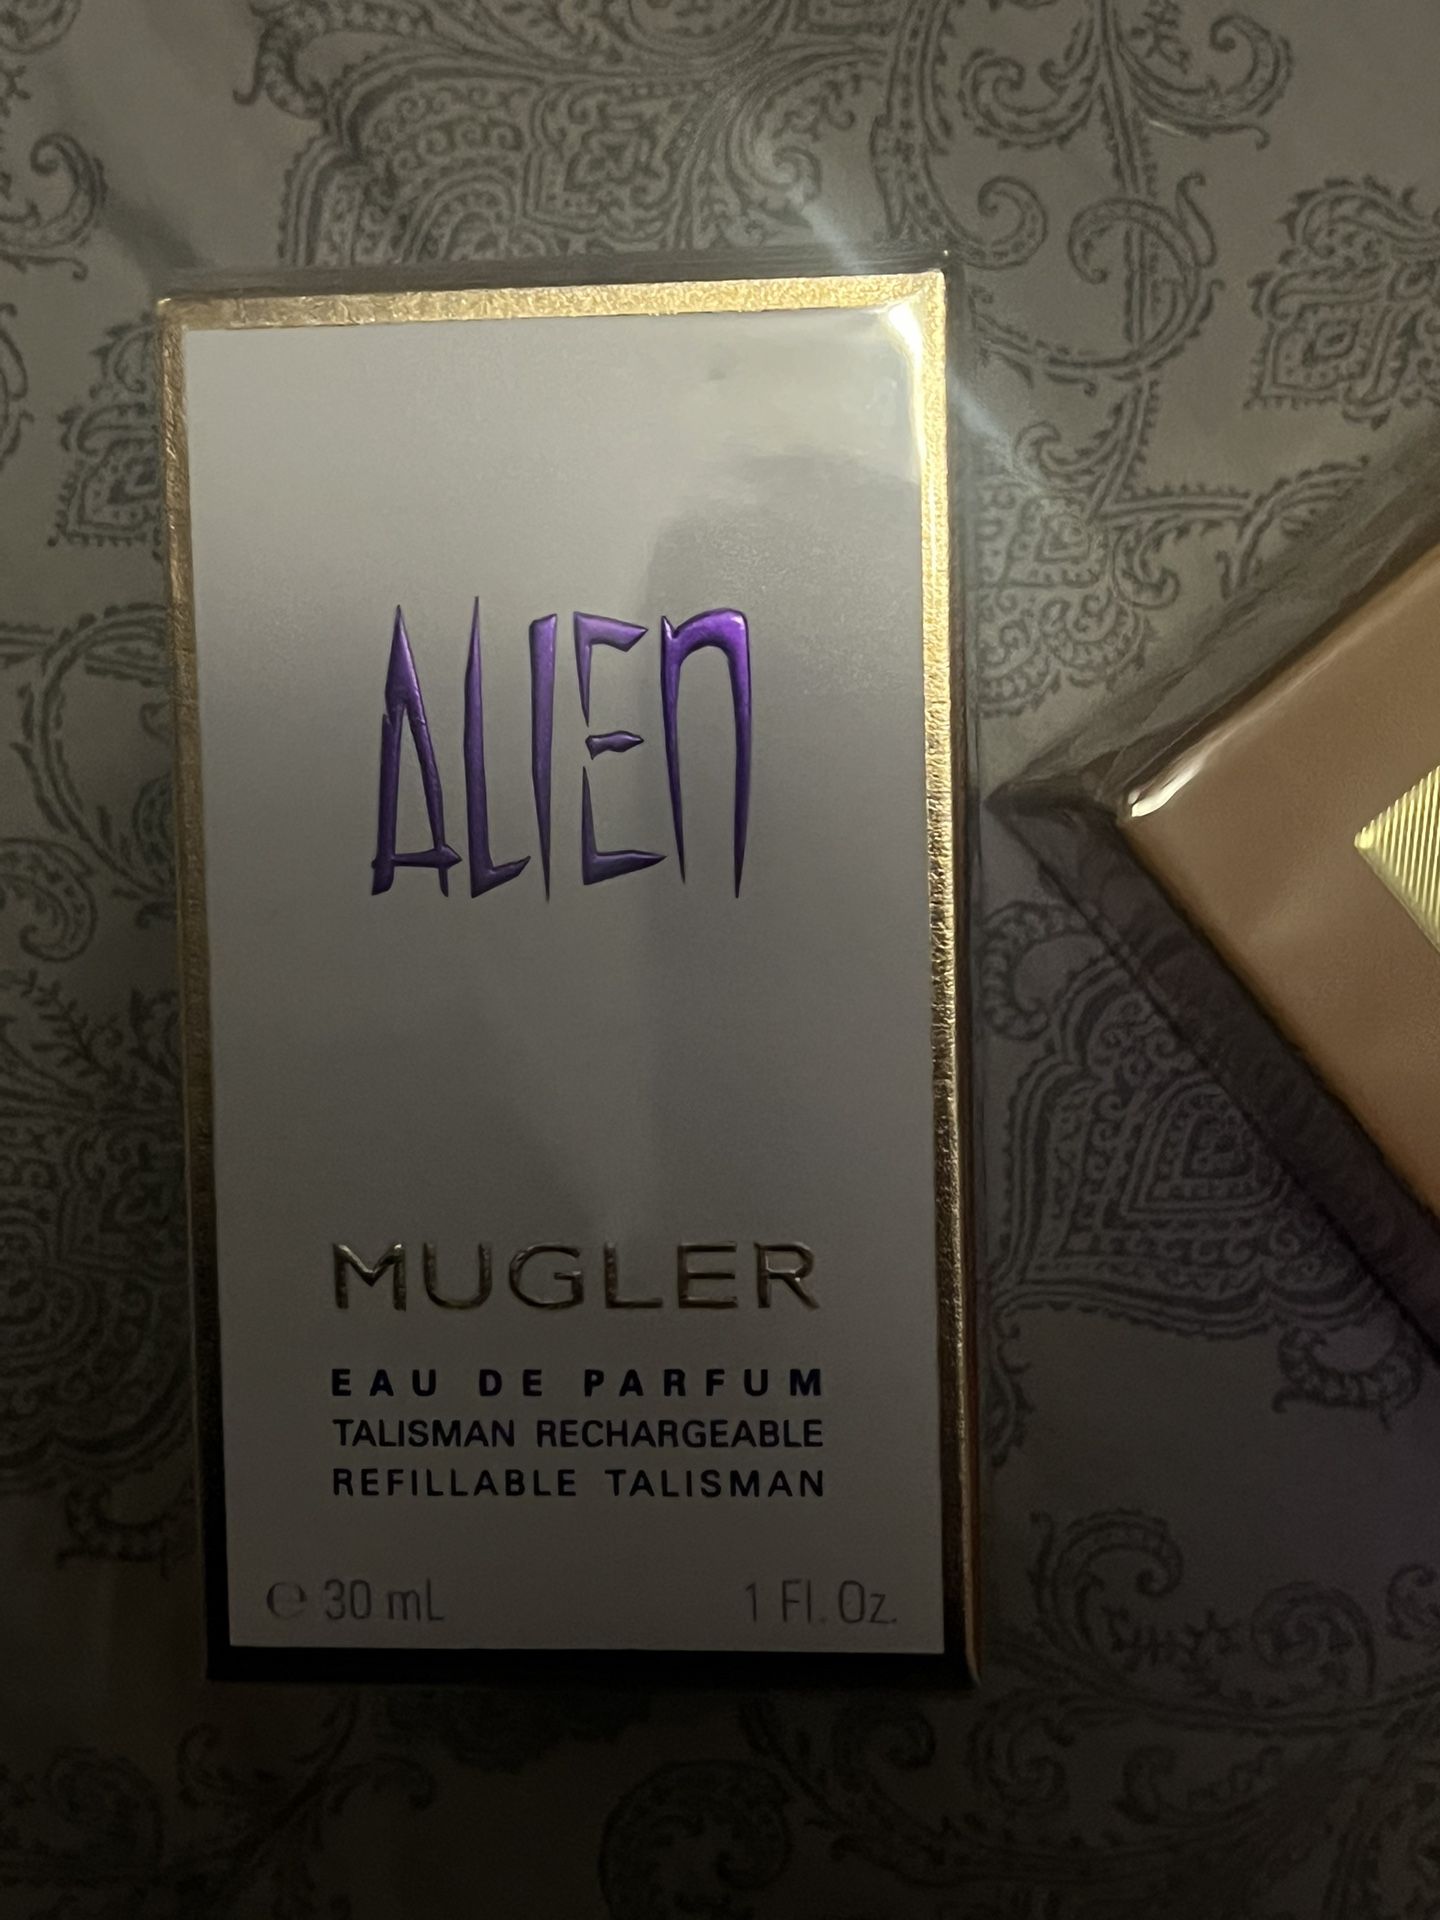 ALIEN
MUGLER
EAU DE PARFUM
TALISMAN RECHARGEABLE
REFILLABLE TALISMAN
℮ 30 mL 1 Fl. Oz.